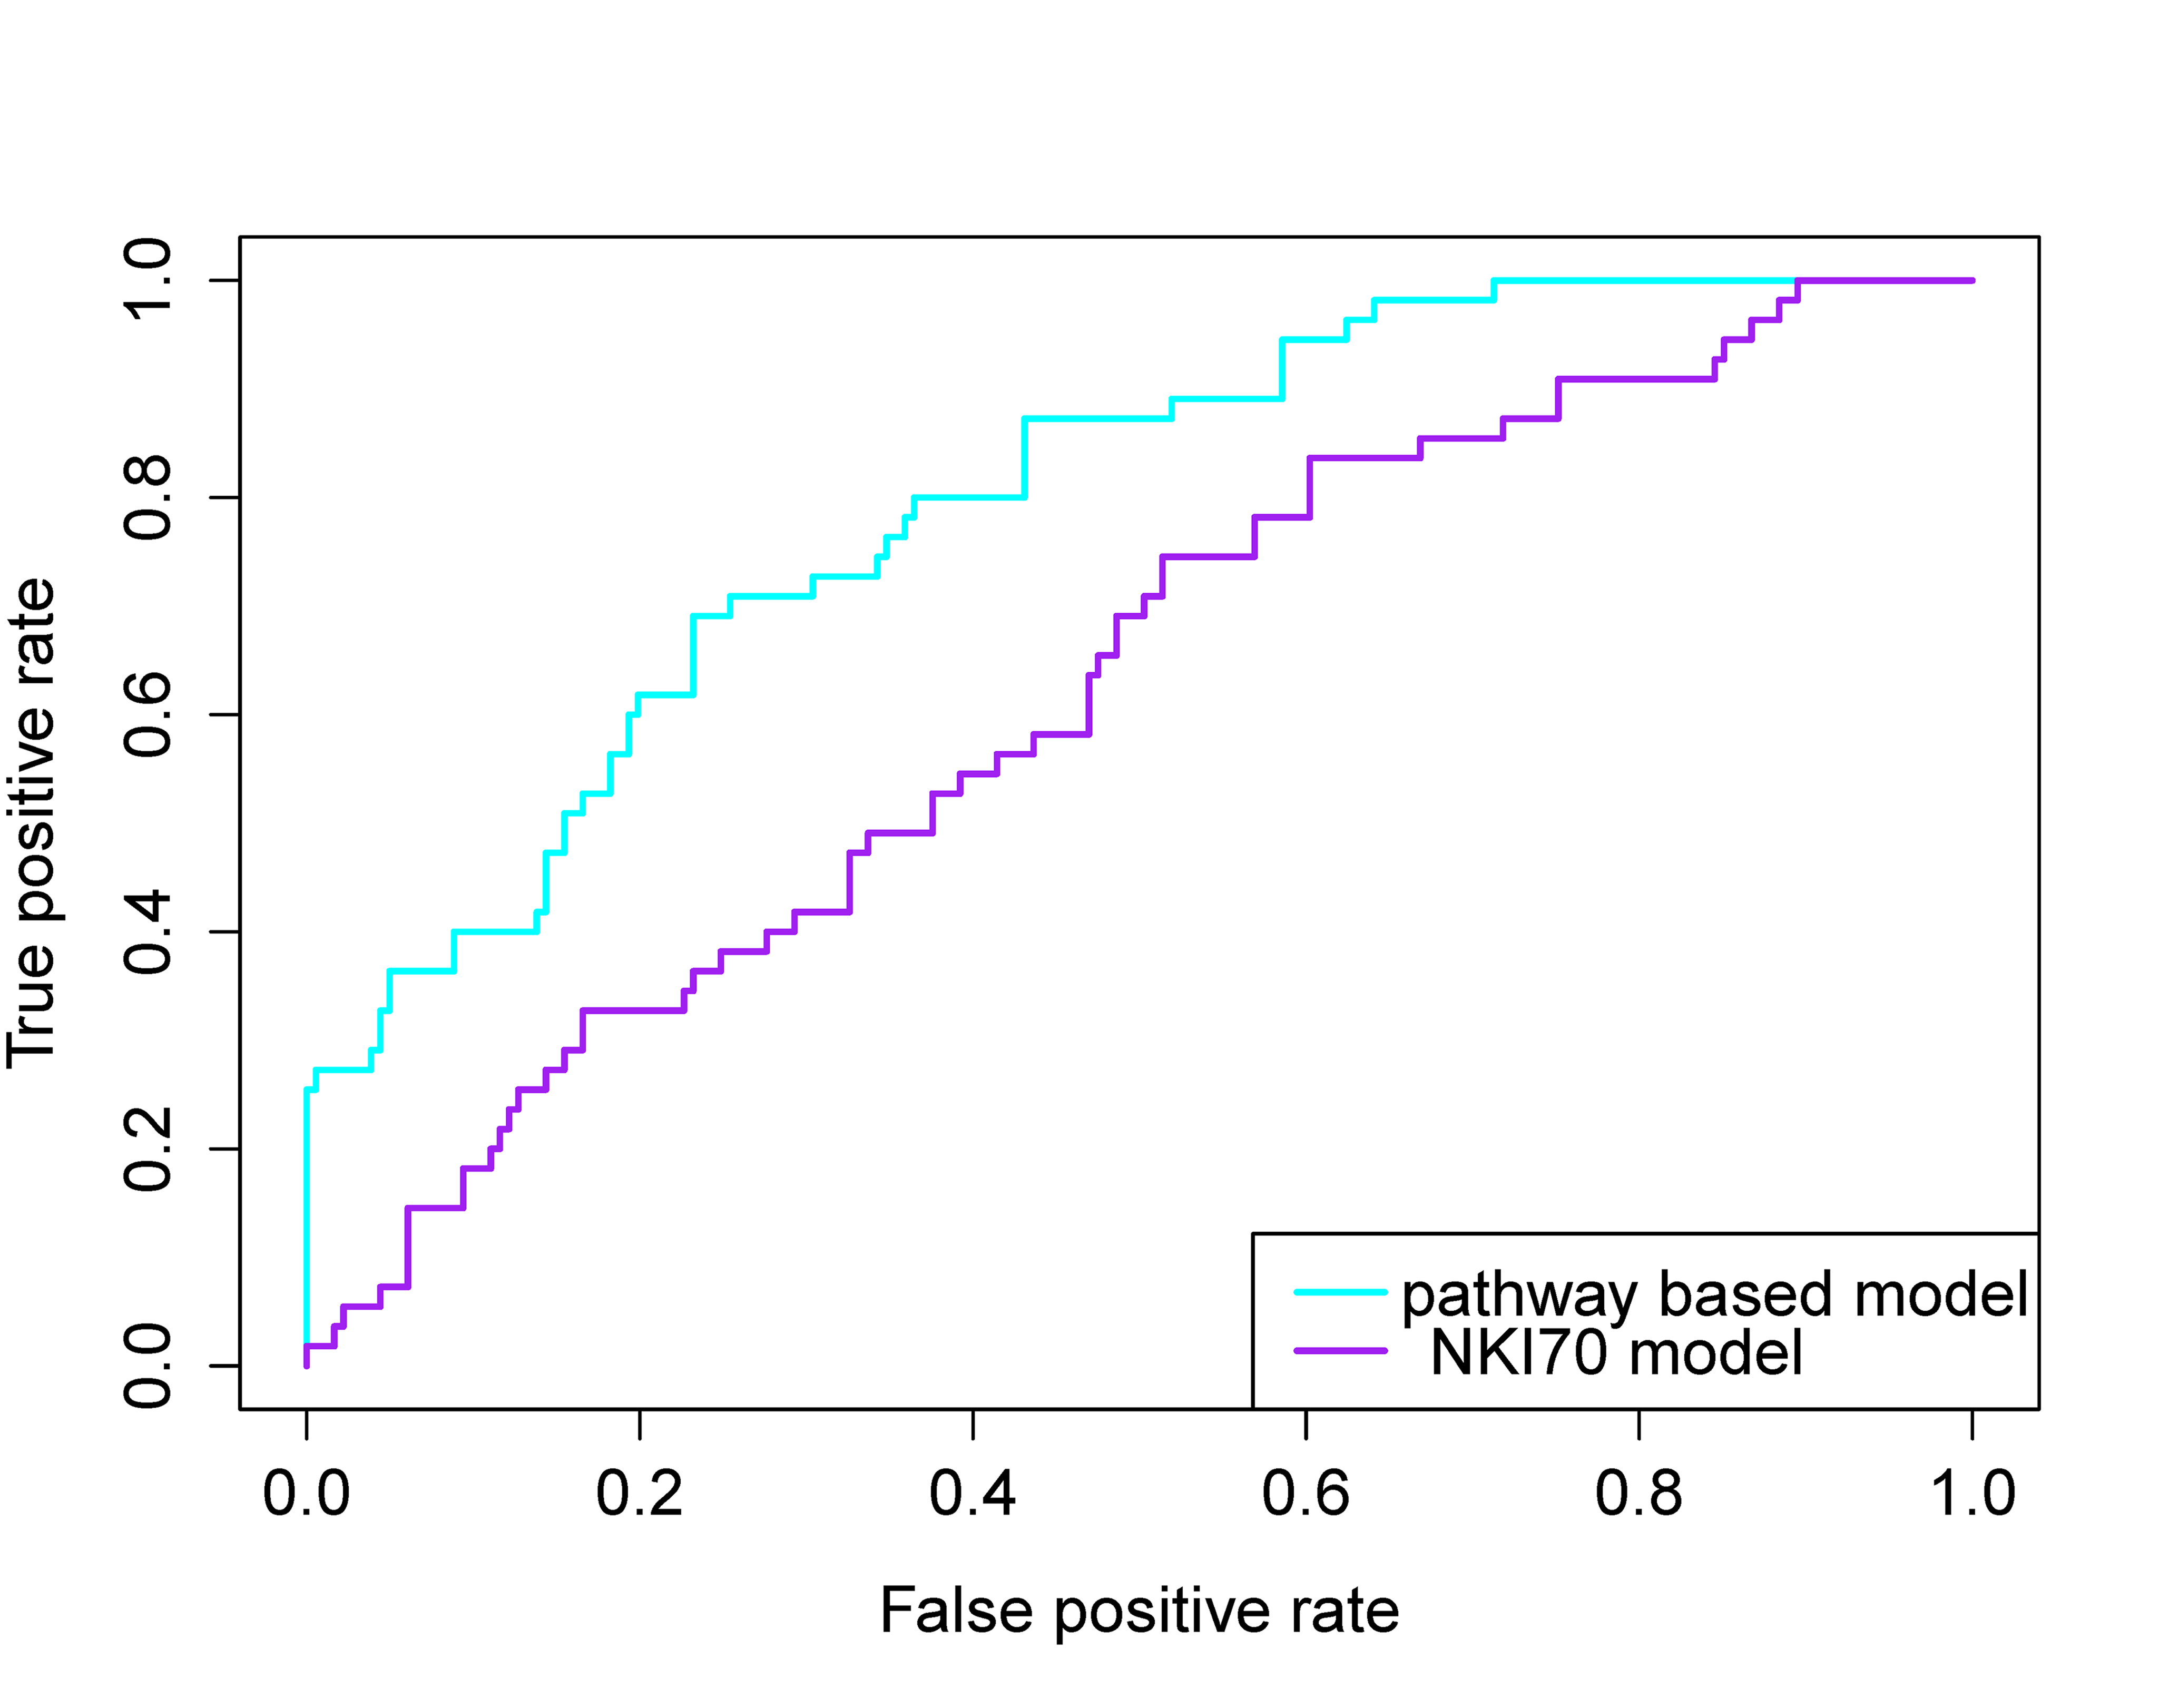 True positive rate
1.0
0.8
0.6
0.4
0.2
0.0
pathway based model
NKI70 model
0.0 0.2 0.4 0.6 0.8 1.0
False positive rate